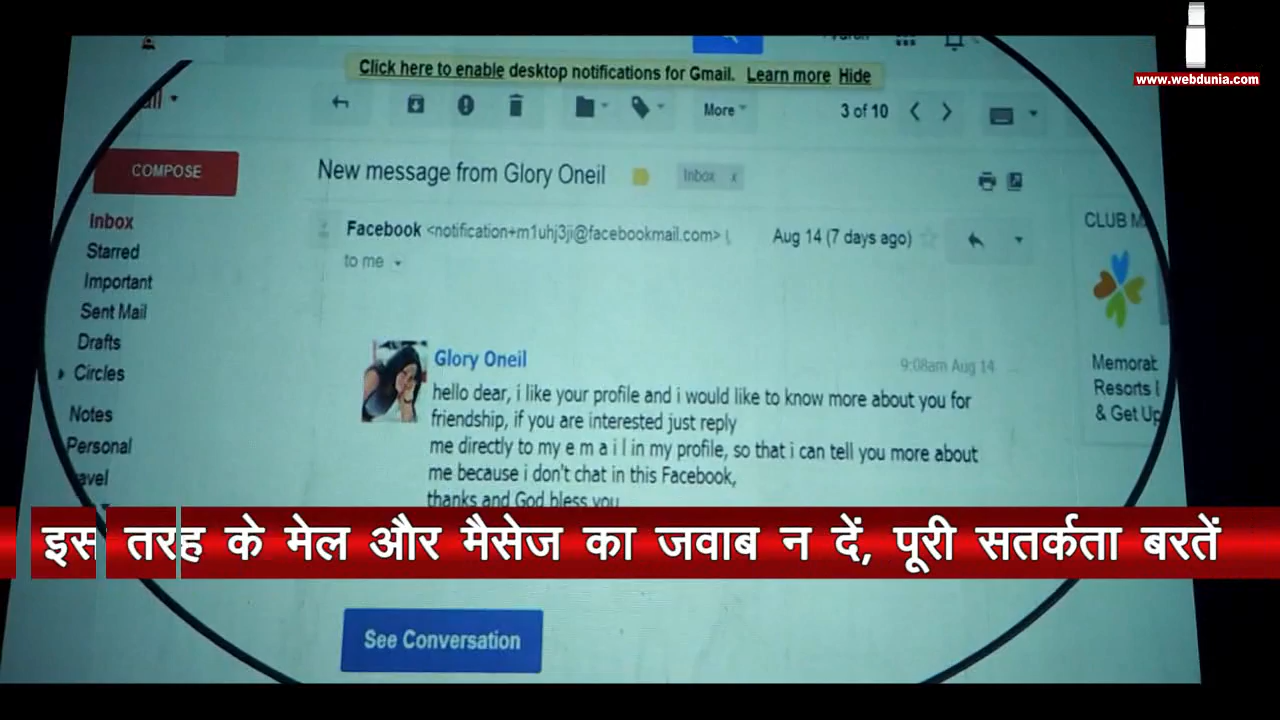 Click here to enable desktop notifications for Gmail. Learn more Hide
www.webdunia.com
More
3 of 10
COMPOSE
New message from Glory Oneil
Inbox x
Inbox
Starred
Important
Sent Mail
Drafts
Circles
Notes
Personal
Facebook <notification+m1uhj3ji@facebookmail.com>
Aug 14 (7 days ago)
to me
CLUB M
Glory Oneil
9:08am Aug 14
hello dear, i like your profile and i would like to know more about you for
friendship, if you are interested just reply
me directly to my e m a i l in my profile, so that i can tell you more about
me because i don't chat in this Facebook,
thanks and God bless you
Memorab
Resorts
& Get Up
इस तरह के मेल और मैसेज का जवाब न दें, पूरी सतर्कता बरतें
See Conversation